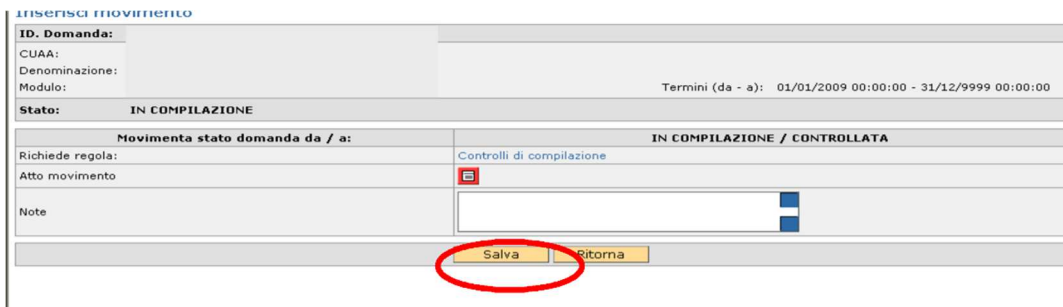 Inserisci movimento
ID. Domanda:
CUAA:
Denominazione:
Modulo: Termini (da - a): 01/01/2009 00:00:00 - 31/12/9999 00:00:00
Stato: IN COMPILAZIONE
Movimenta stato domanda da / a: IN COMPILAZIONE / CONTROLLATA
Richiede regola: Controlli di compilazione
Atto movimento
Note
Salva Ritorna